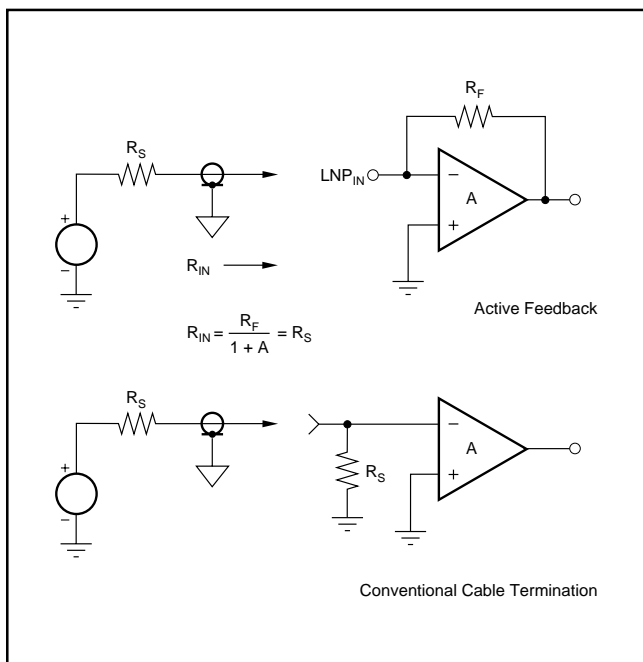 R_F
R_S
LNP_IN
−
A
+
+
−
R_IN
Active Feedback
R_IN = R_F / 1 + A = R_S
R_S
−
A
+
R_S
+
−
Conventional Cable Termination